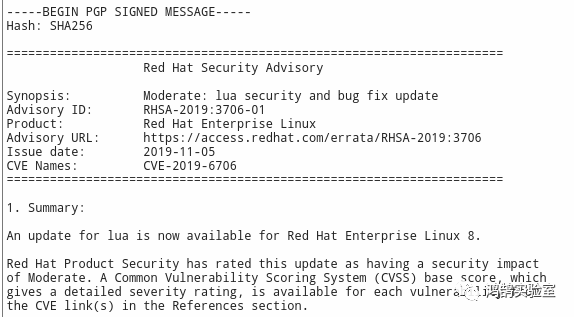 -----BEGIN PGP SIGNED MESSAGE-----
Hash: SHA256
=====================================================================
Red Hat Security Advisory
Synopsis: Moderate: lua security and bug fix update
Advisory ID: RHSA-2019:3706-01
Product: Red Hat Enterprise Linux
Advisory URL: https://access.redhat.com/errata/RHSA-2019:3706
Issue date: 2019-11-05
CVE Names: CVE-2019-6706
=====================================================================
1. Summary:
An update for lua is now available for Red Hat Enterprise Linux 8.
Red Hat Product Security has rated this update as having a security impact
of Moderate. A Common Vulnerability Scoring System (CVSS) base score, which
gives a detailed severity rating, is available for each from
the CVE link(s) in the References section.
鸿鹄实验室